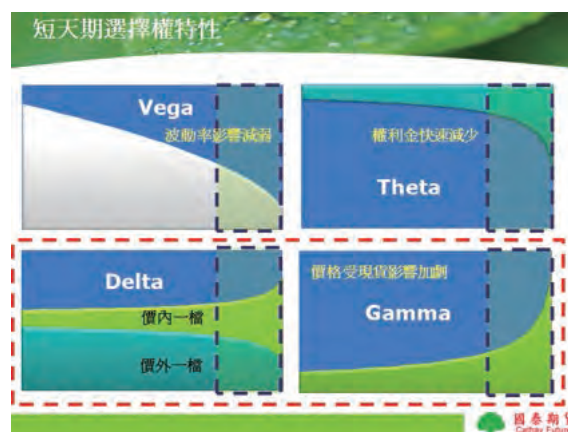 短天期選擇權特性
Vega
波動率影響減弱
權利金快速減少
Theta
Delta
價內一檔
價外一檔
價格受現貨影響加劇
Gamma
國泰期
Cathay Future